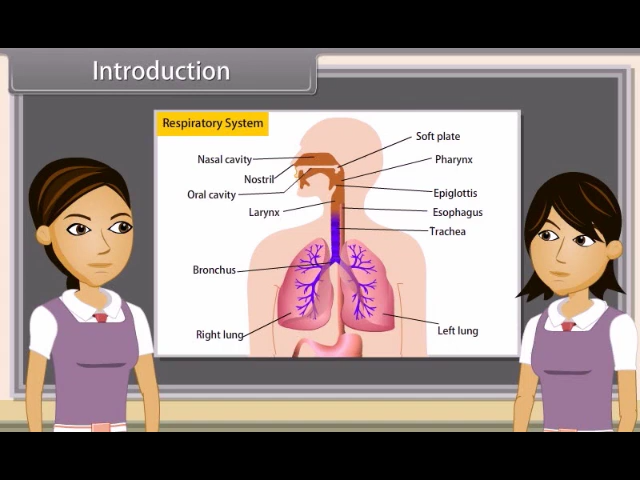 Introduction
Respiratory System
Soft plate
Nasal cavity
Pharynx
Nostril
Oral cavity
Epiglottis
Larynx
Esophagus
Trachea
Bronchus
Right lung
Left lung